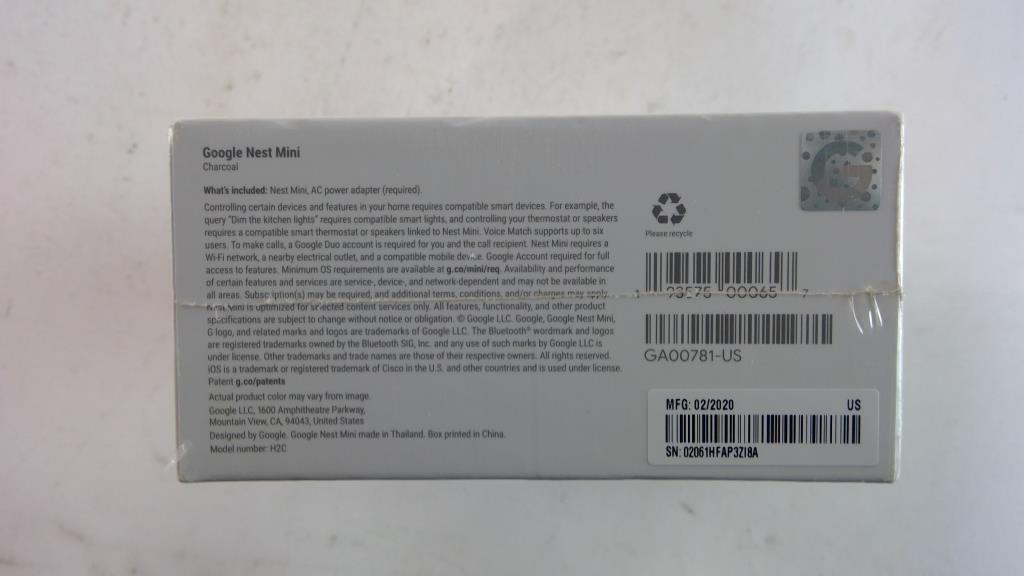 Google Nest Mini
Charcoal
What's included: Nest Mini, AC power adapter (required).
Controlling certain devices and features in your home requires compatible smart devices. For example, the
query "Dim the kitchen lights" requires compatible smart lights, and controlling your thermostat or speakers
requires a compatible smart thermostat or speakers linked to Nest Mini. Voice Match supports up to six
users. To make calls, a Google Duo account is required for you and the call recipient. Nest Mini requires a
Wi-Fi network, a nearby electrical outlet, and a compatible mobile device. Google Account required for full
access to features. Minimum OS requirements are available at g.co/mini/req. Availability and performance
of certain features and services are service-, device-, and network-dependent and may not be available in
all areas. Subscription(s) may be required, and additional terms, conditions, and/or charges may apply.
Nest Mini is optimized for selected content services only. All features, functionality, and other product
specifications are subject to change without notice or obligation. © Google LLC. Google, Google Nest Mini,
G logo, and related marks and logos are trademarks of Google LLC. The Bluetooth® wordmark and logos
are registered trademarks owned by the Bluetooth SIG, Inc. and any use of such marks by Google LLC is
under license. Other trademarks and trade names are those of their respective owners. All rights reserved.
iOS is a trademark or registered trademark of Cisco in the U.S. and other countries and is used under license.
Patent g.co/patents
Actual product color may vary from image.
Google LLC, 1600 Amphitheatre Parkway,
Mountain View, CA, 94043, United States
Designed by Google. Google Nest Mini made in Thailand. Box printed in China.
Model number: H2C
G
Please recycle
1 93575 00065 7
GA00781-US
MFG: 02/2020 US
SN: 02061HFAP3ZI8A